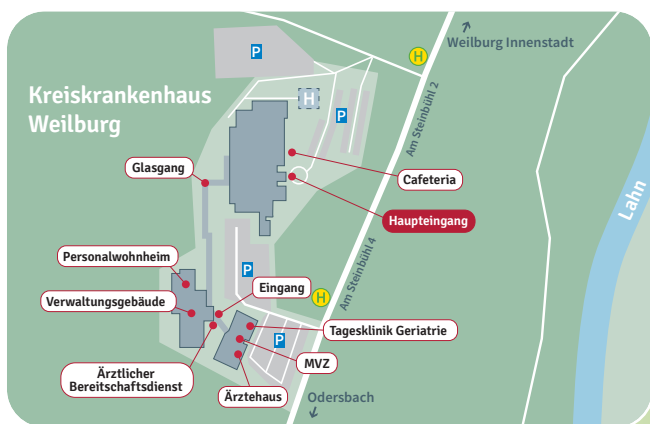 Weilburg Innenstadt
P
H
Kreiskrankenhaus
Weilburg
H
P
Am Steinbühl 2
Glasgang
Cafeteria
Lahn
Haupteingang
Personalwohnheim
Am Steinbühl 4
P
Eingang
Verwaltungsgebäude
H
Tagesklinik Geriatrie
P
MVZ
Ärztlicher
Bereitschaftsdienst
Ärztehaus
Odersbach